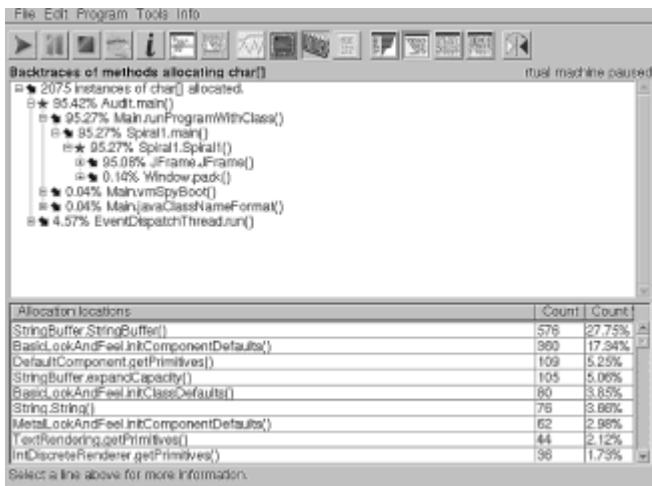 File Edit Program Tools Info
Backtraces of methods allocating char[] rtual machine paused
2075 instances of char[] allocated.
95.42% Audit.main()
95.27% Main.runProgramWithClass()
95.27% Spiral1.main()
95.27% Spiral1.Spiral1()
95.08% JFrame.JFrame()
0.14% Window.pack()
0.04% Main.vmSpyBoot()
0.04% Main.javaClassNameFormat()
4.57% EventDispatchThread.run()
Allocation locations Count Count
StringBuffer.StringBuffer() 576 27.75%
BasicLookAndFeel.initComponentDefaults() 360 17.34%
DefaultComponent.getPrimitives() 109 5.25%
StringBuffer.expandCapacity() 105 5.06%
BasicLookAndFeel.initClassDefaults() 80 3.85%
String.String() 76 3.66%
MetalLookAndFeel.initComponentDefaults() 62 2.98%
TextRendering.getPrimitives() 44 2.12%
IntDiscreteRenderer.getPrimitives() 36 1.73%
Select a line above for more information.